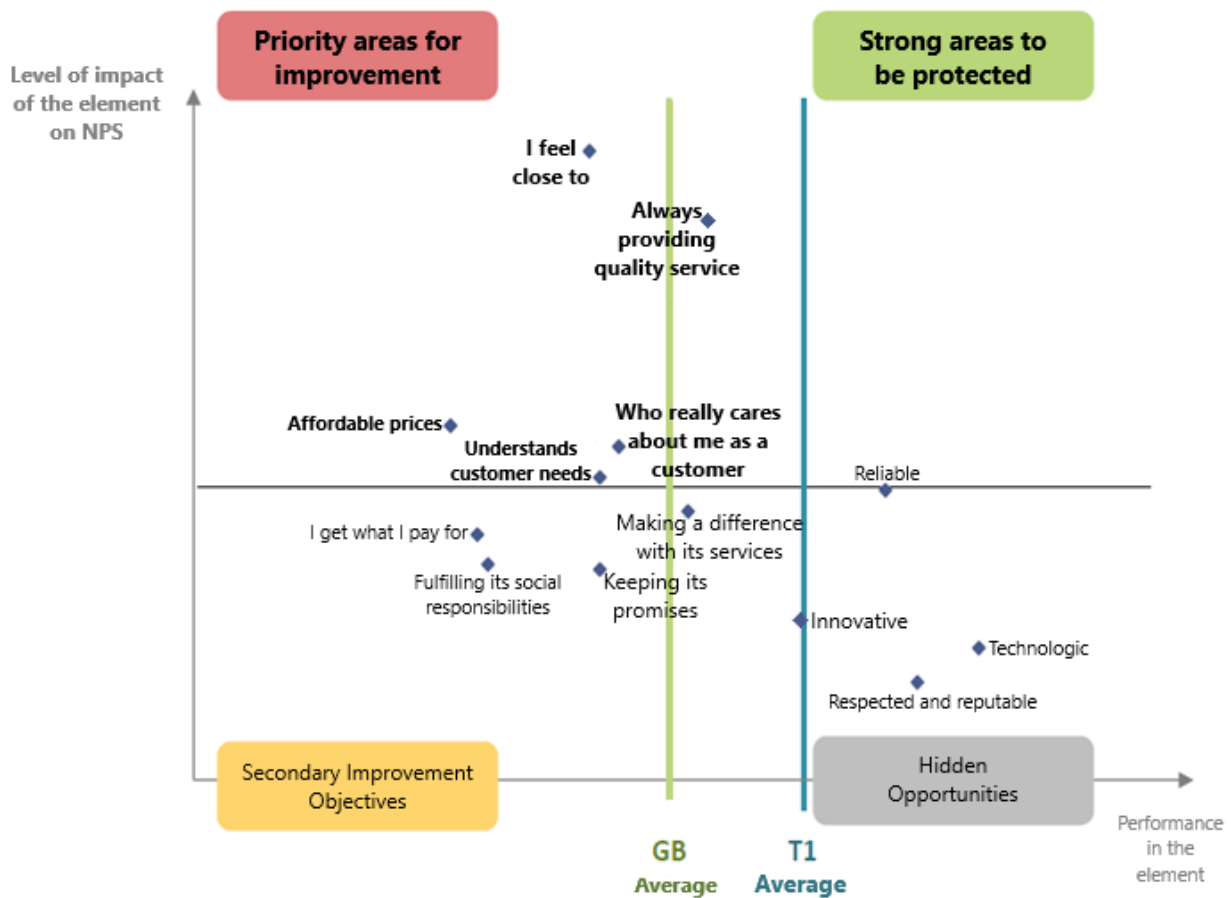 Priority areas for
improvement
Strong areas to
be protected
Level of impact
of the element
on NPS
I feel
close to
Always
providing
quality service
Affordable prices
Understands
customer needs
Who really cares
about me as a
customer
Reliable
I get what I pay for
Making a difference
with its services
Fulfilling its social
responsibilities
Keeping its
promises
Innovative
Technologic
Respected and reputable
Secondary Improvement
Objectives
Hidden
Opportunities
Performance
in the
element
GB
Average
T1
Average